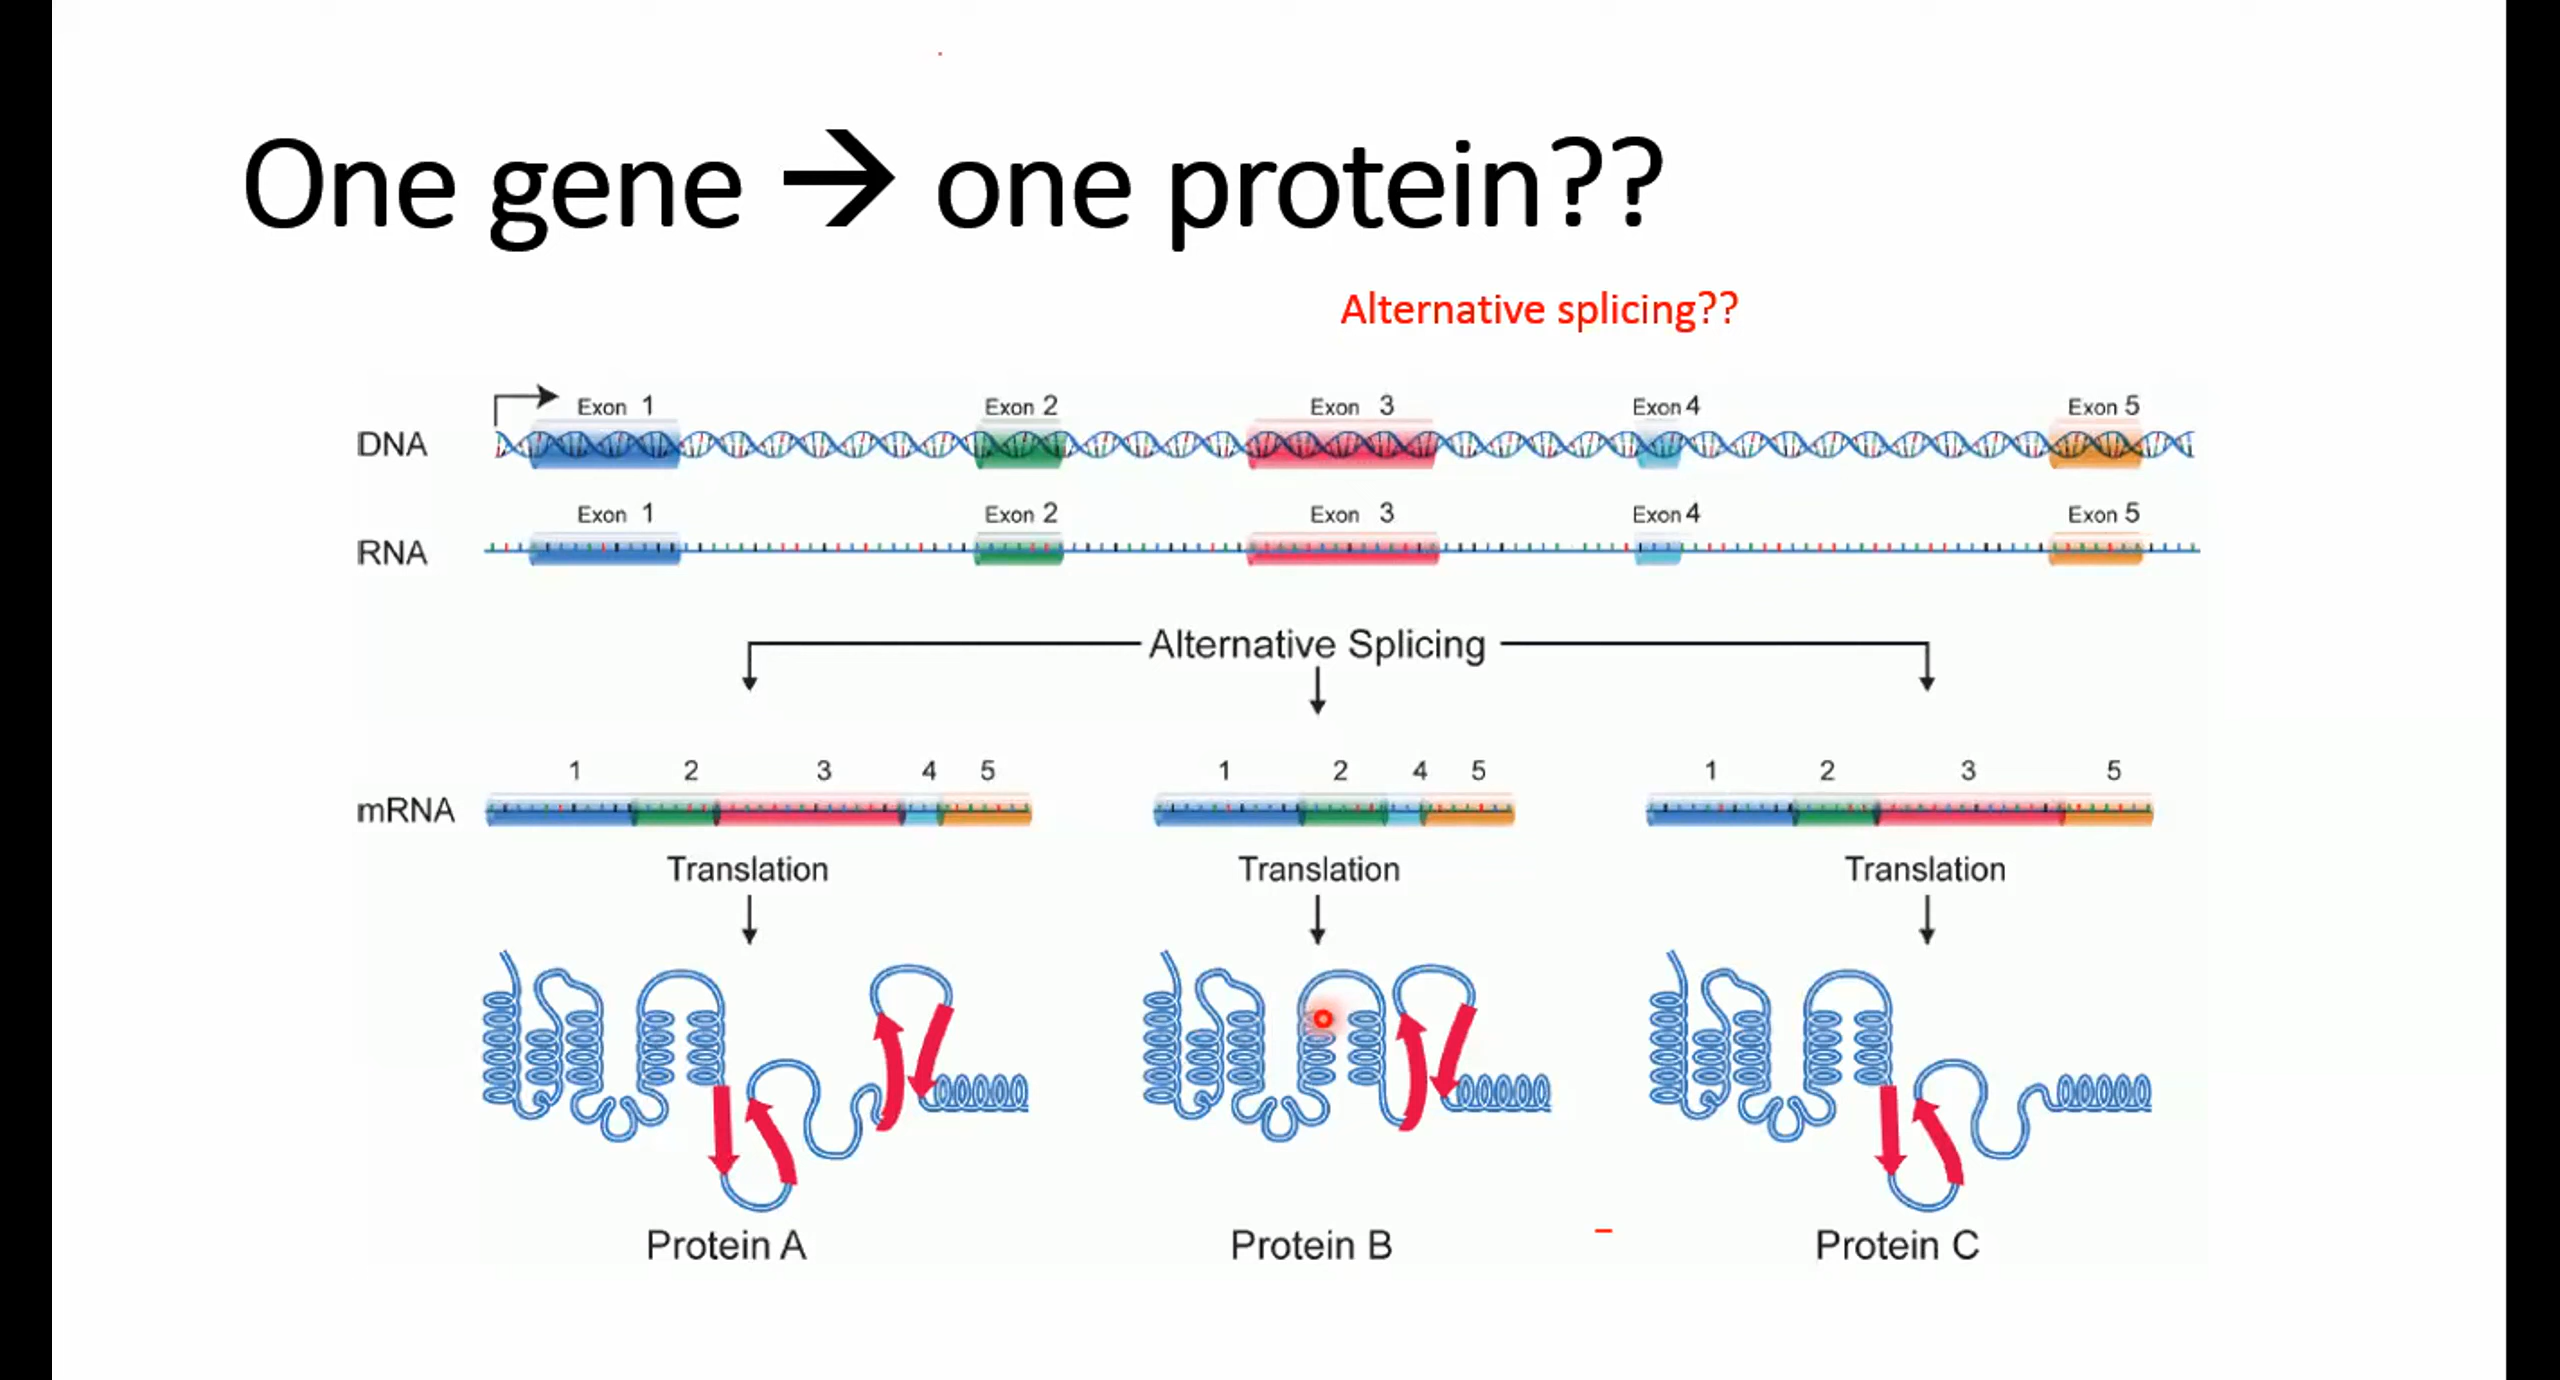 One gene → one protein??
Alternative splicing??
Exon 1 Exon 2 Exon 3 Exon 4 Exon 5
DNA
Exon 1 Exon 2 Exon 3 Exon 4 Exon 5
RNA
Alternative Splicing
1 2 3 4 5 1 2 4 5 1 2 3 5
mRNA
Translation Translation Translation
Protein A Protein B Protein C